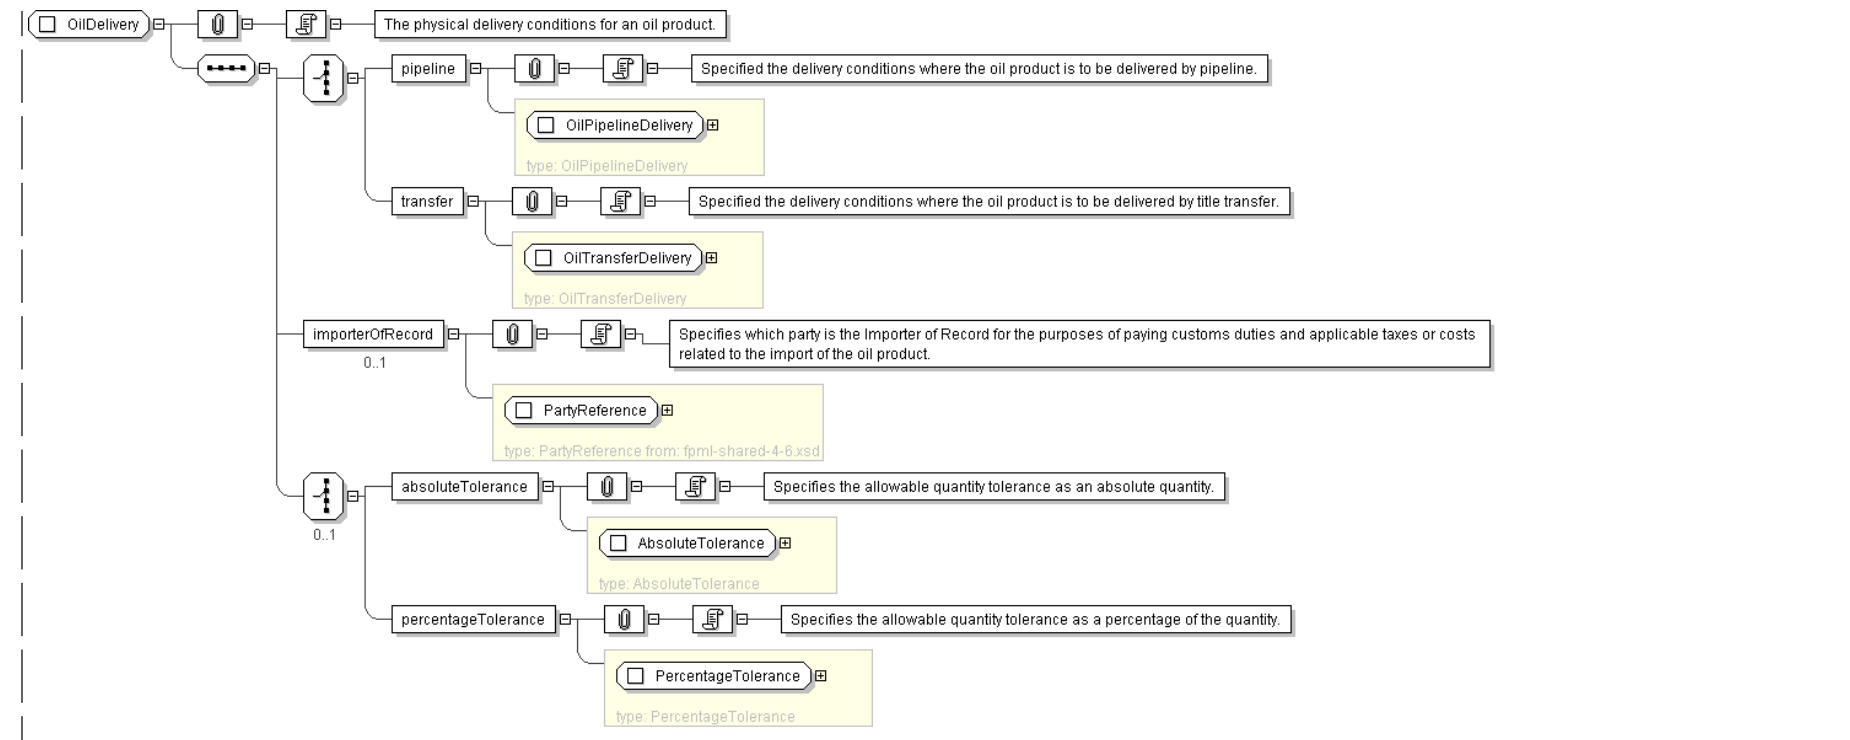 OilDelivery
The physical delivery conditions for an oil product.
pipeline
Specified the delivery conditions where the oil product is to be delivered by pipeline.
OilPipelineDelivery
type: OilPipelineDelivery
transfer
Specified the delivery conditions where the oil product is to be delivered by title transfer.
OilTransferDelivery
type: OilTransferDelivery
importerOfRecord
0..1
Specifies which party is the Importer of Record for the purposes of paying customs duties and applicable taxes or costs
related to the import of the oil product.
PartyReference
type: PartyReference from: fpml-shared-4-6.xsd
0..1
absoluteTolerance
Specifies the allowable quantity tolerance as an absolute quantity.
AbsoluteTolerance
type: AbsoluteTolerance
percentageTolerance
Specifies the allowable quantity tolerance as a percentage of the quantity.
PercentageTolerance
type: PercentageTolerance